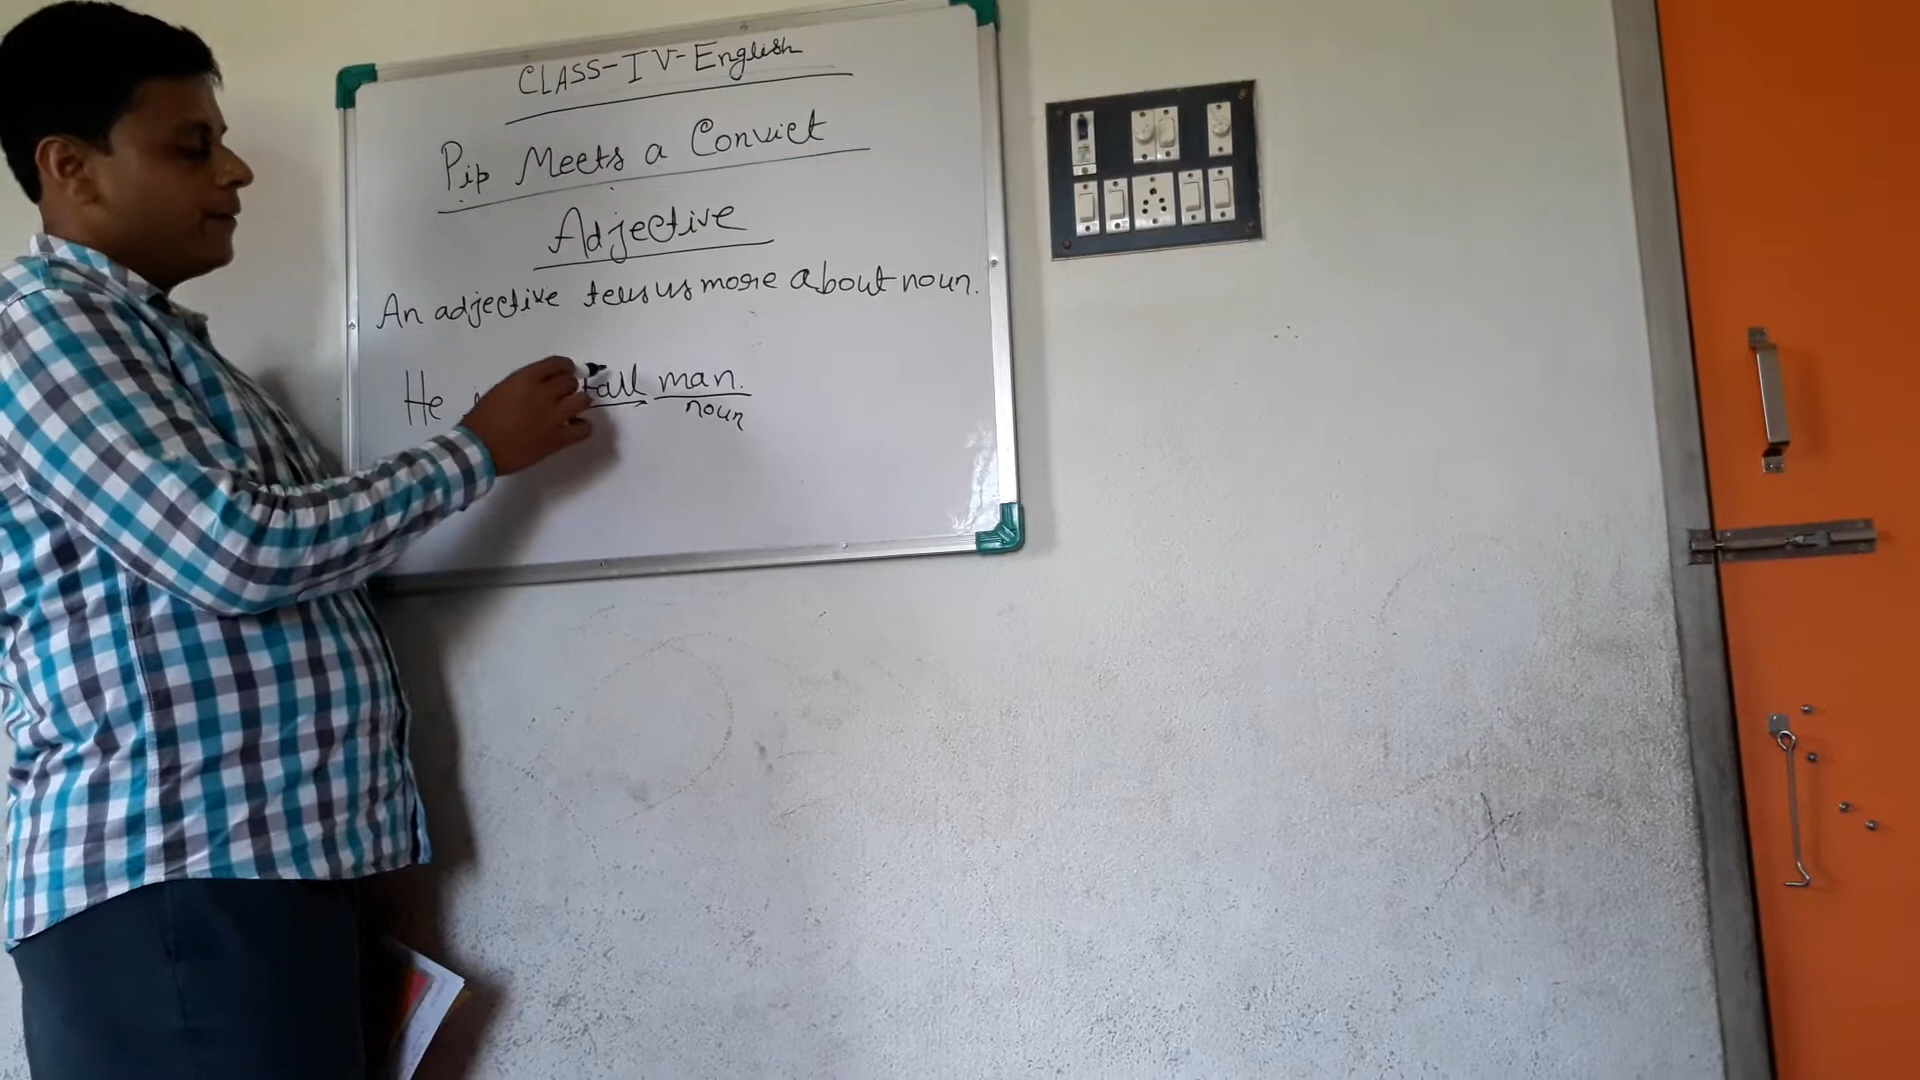 CLASS-IV-English
Pip Meets a Convict
Adjective
An adjective tells us more about noun.
He tall man.
noun